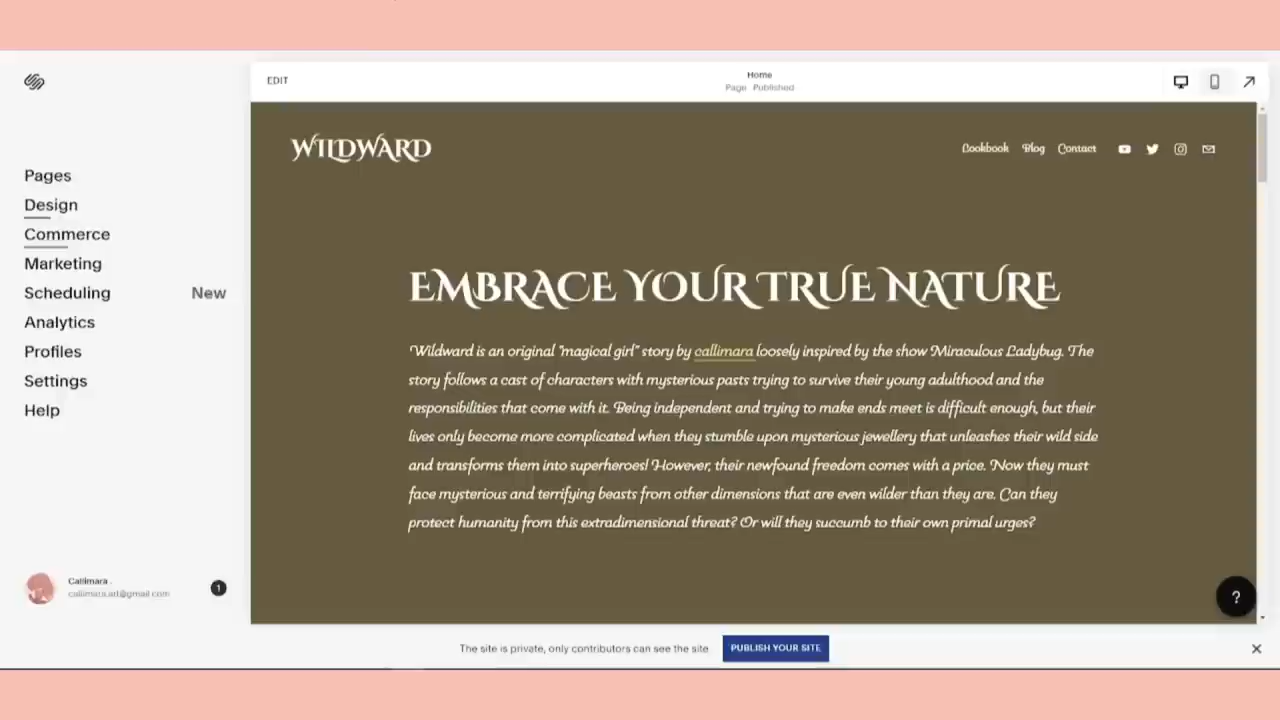 EDIT
Home
Page Published
WILDWARD
Cookbook Blog Contact
Pages
Design
Commerce
Marketing
Scheduling New
Analytics
Profiles
Settings
Help
EMBRACE YOUR TRUE NATURE
Wildward is an original "magical girl" story by callimara loosely inspired by the show Miraculous Ladybug. The
story follows a cast of characters with mysterious pasts trying to survive their young adulthood and the
responsibilities that come with it. Being independent and trying to make ends meet is difficult enough, but their
lives only become more complicated when they stumble upon mysterious jewellery that unleashes their wild side
and transforms them into superheroes! However, their newfound freedom comes with a price. Now they must
face mysterious and terrifying beasts from other dimensions that are even wilder than they are. Can they
protect humanity from this extradimensional threat? Or will they succumb to their own primal urges?
Callimara .
callimara.art@gmail.com
1
?
The site is private, only contributors can see the site
PUBLISH YOUR SITE